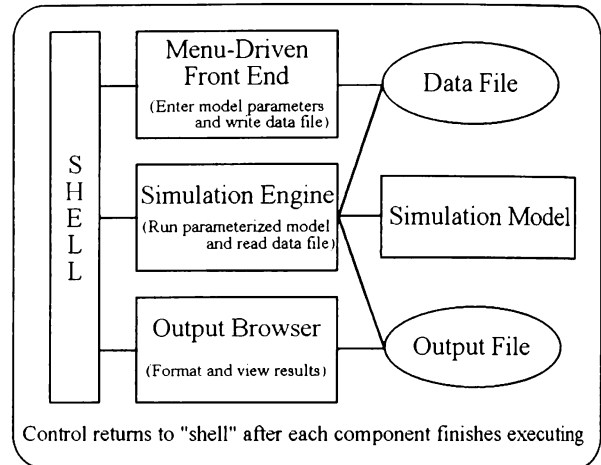 SHELL
Menu-Driven
Front End
(Enter model parameters
and write data file)
Data File
Simulation Engine
(Run parameterized model
and read data file)
Simulation Model
Output Browser
(Format and view results)
Output File
Control returns to "shell" after each component finishes executing